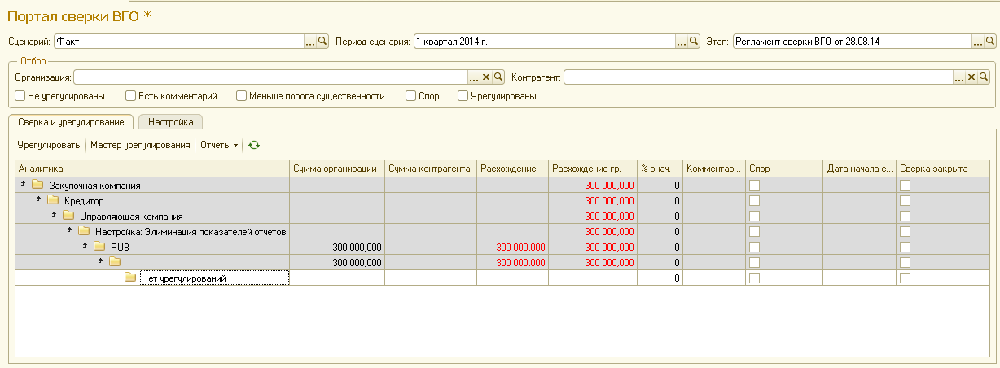 Портал сверки ВГО *
Сценарий: Факт ... Период сценария: 1 квартал 2014 г. ... Этап: Регламент сверки ВГО от 28.08.14 ...
Отбор
Организация: ... Контрагент: ...
Не урегулированы Есть комментарий Меньше порога существенности Спор Урегулированы
Сверка и урегулирование Настройка
Урегулировать Мастер урегулирования Отчеты
Аналитика Сумма организации Сумма контрагента Расхождение Расхождение гр. % знач. Комментар... Спор Дата начала с... Сверка закрыта
Закупочная компания 300 000,000 0
Кредитор 300 000,000 0
Управляющая компания 300 000,000 0
Настройка: Элиминация показателей отчетов 300 000,000 0
RUB 300 000,000 300 000,000 300 000,000 0
300 000,000 300 000,000 300 000,000 0
Нет урегулирований 0